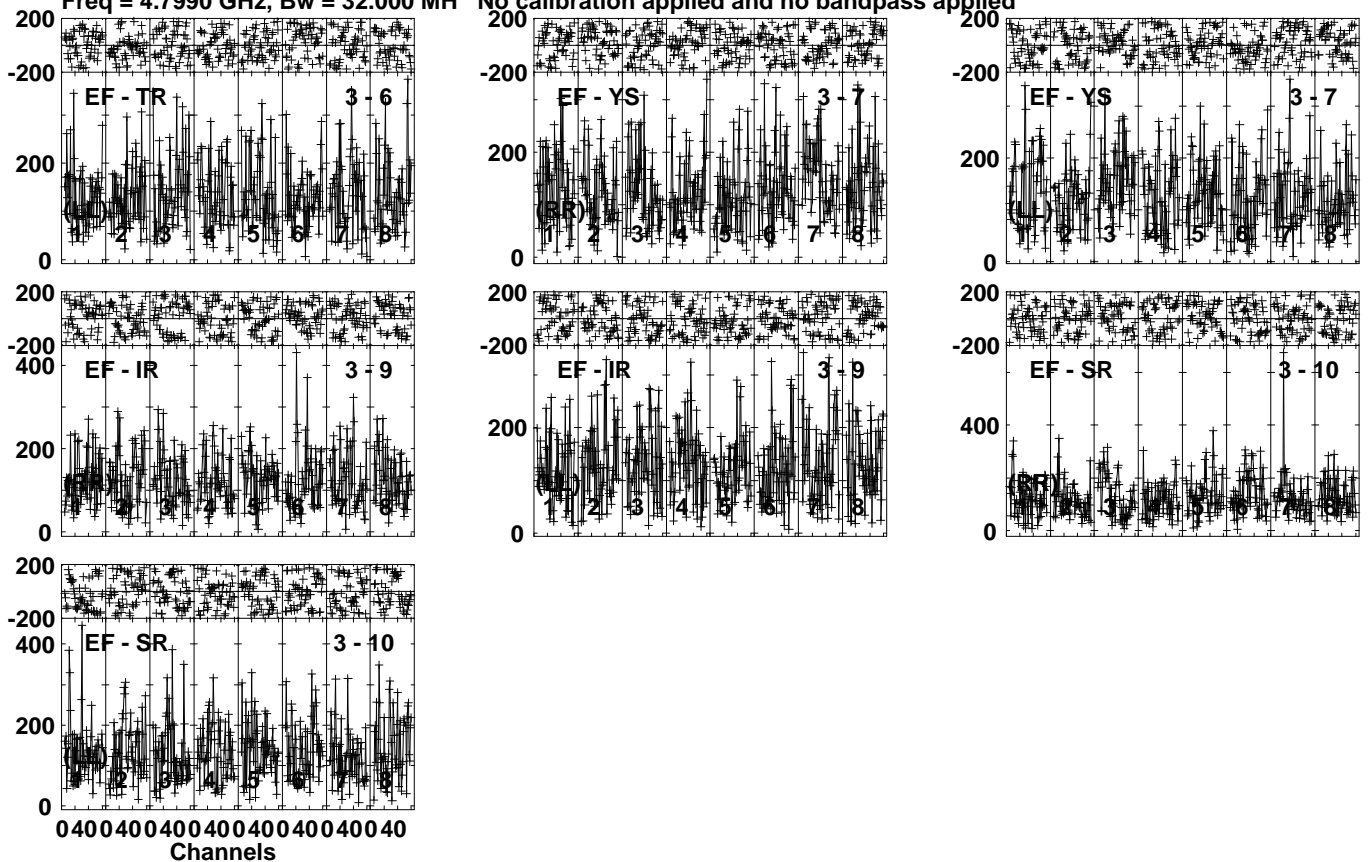 Freq = 4.7990 GHz, Bw = 32.000 MH No calibration applied and no bandpass applied
200 200 200
-200 -200 -200
EF - TR 3 - 6 EF - YS 3 - 7 EF - YS 3 - 7
200 200 200
(LL) (RR) (LL)
1 2 3 4 5 6 7 8 1 2 3 4 5 6 7 8 1 2 3 4 5 6 7 8
0 0 0
200 200 200
-200 -200 -200
400
EF - IR 3 - 9 EF - IR 3 - 9 EF - SR 3 - 10
200 200 400
(RR) (LL) (RR)
1 2 3 4 5 6 7 8 1 2 3 4 5 6 7 8 1 2 3 4 5 6 7 8
0 0 0
200
-200
400 EF - SR 3 - 10
200
(LL)
1 2 3 4 5 6 7 8
0
0 40 0 40 0 40 0 40 0 40 0 40 0 40 0 40
Channels